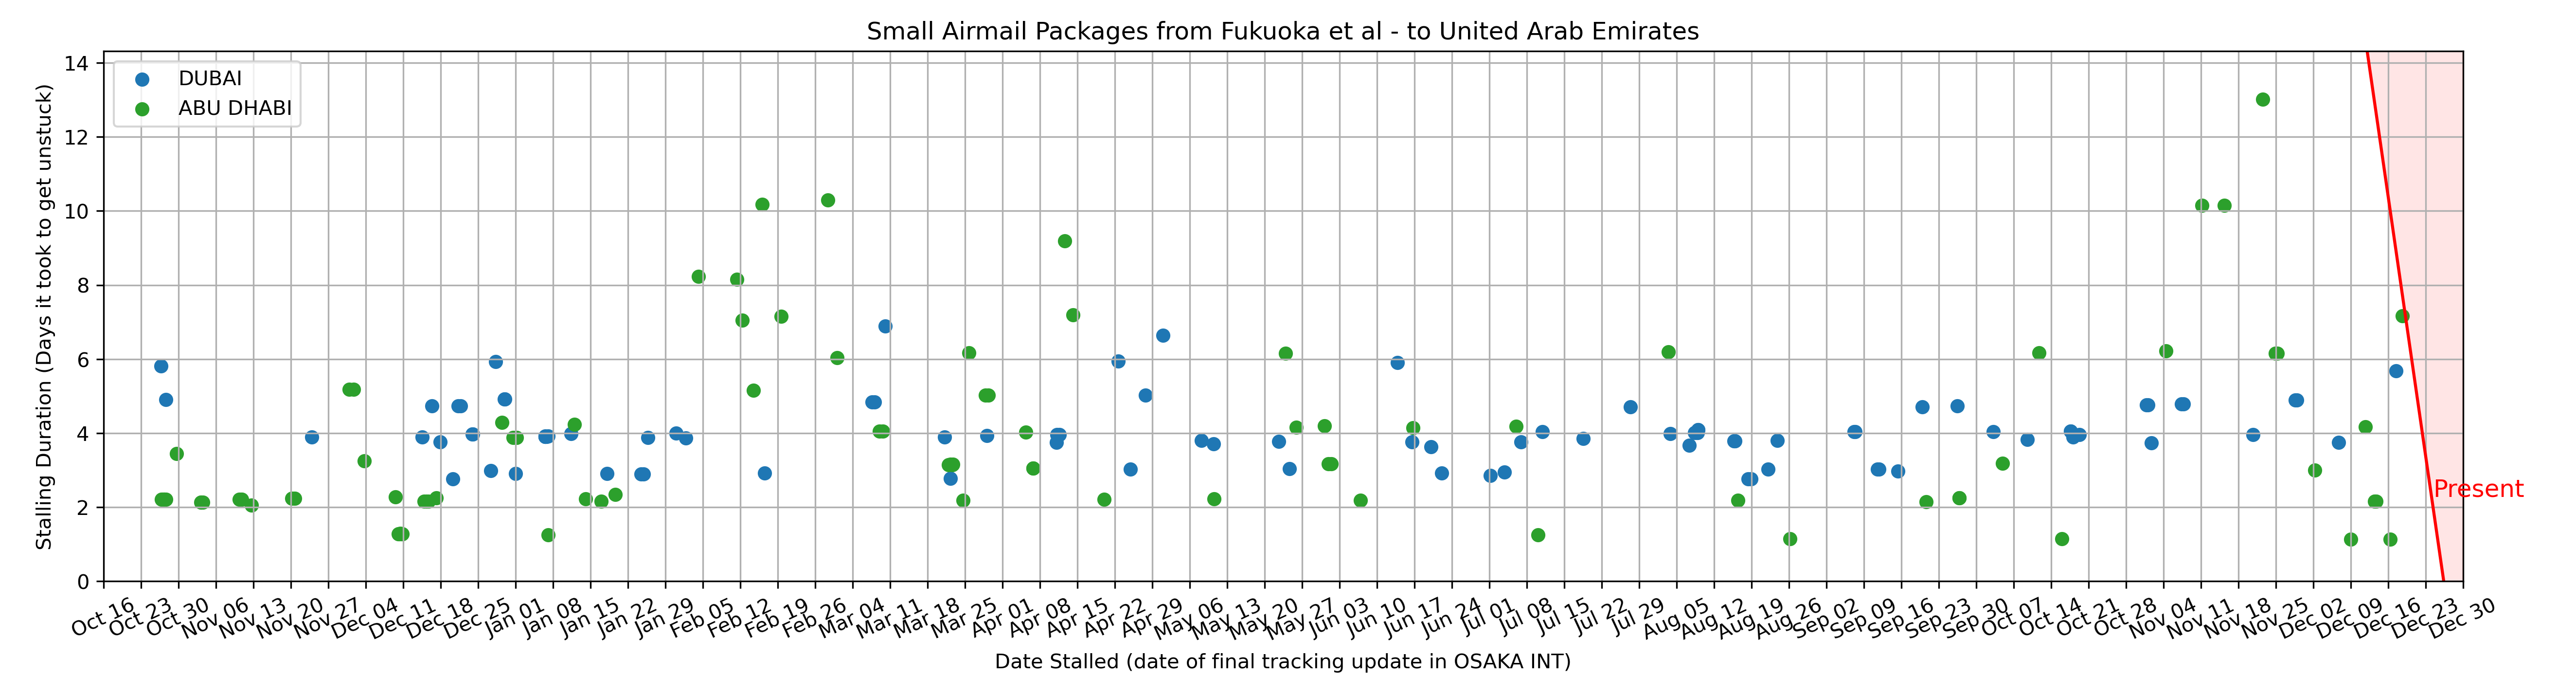 Small Airmail Packages from Fukuoka et al - to United Arab Emirates
DUBAI
ABU DHABI
Stalling Duration (Days it took to get unstuck)
14
12
10
8
6
4
2
0
Present
Oct 16
Oct 23
Oct 30
Nov 06
Nov 13
Nov 20
Nov 27
Dec 04
Dec 11
Dec 18
Dec 25
Jan 01
Jan 08
Jan 15
Jan 22
Jan 29
Feb 05
Feb 12
Feb 19
Feb 26
Mar 04
Mar 11
Mar 18
Mar 25
Apr 01
Apr 08
Apr 15
Apr 22
Apr 29
May 06
May 13
May 20
May 27
Jun 03
Jun 10
Jun 17
Jun 24
Jul 01
Jul 08
Jul 15
Jul 22
Jul 29
Aug 05
Aug 12
Aug 19
Aug 26
Sep 02
Sep 09
Sep 16
Sep 23
Sep 30
Oct 07
Oct 14
Oct 21
Oct 28
Nov 04
Nov 11
Nov 18
Nov 25
Dec 02
Dec 09
Dec 16
Dec 23
Dec 30
Date Stalled (date of final tracking update in OSAKA INT)